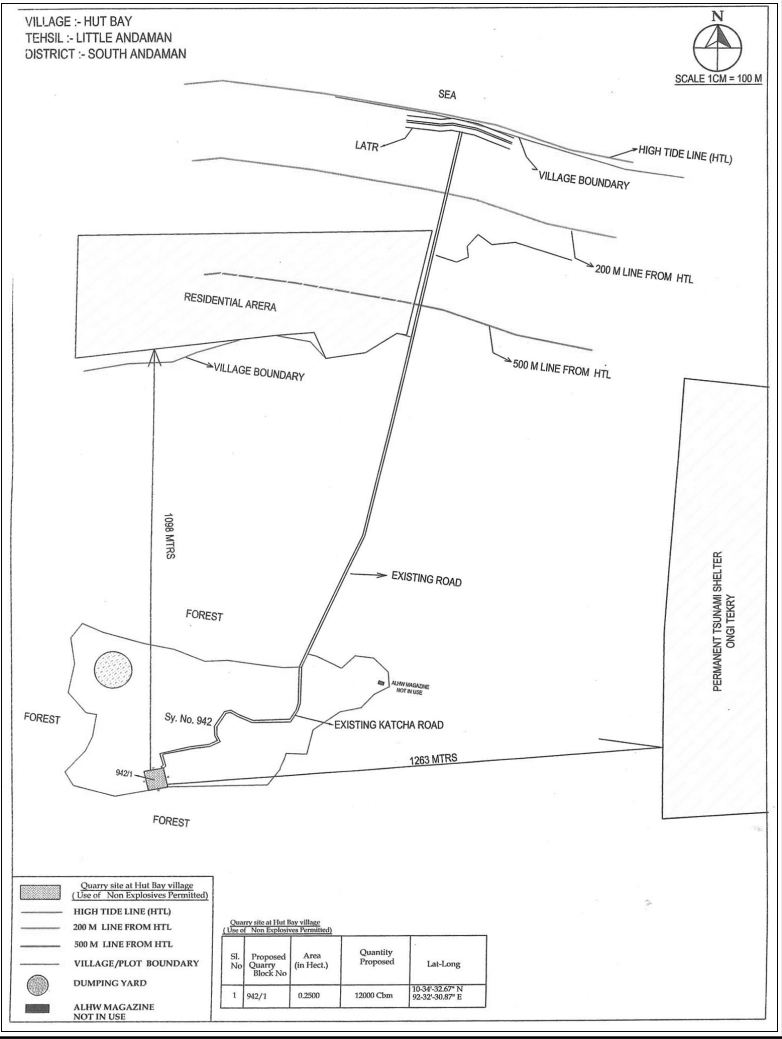 VILLAGE :- HUT BAY
TEHSIL :- LITTLE ANDAMAN
DISTRICT :- SOUTH ANDAMAN
N
SCALE 1CM = 100 M
SEA
LATR
HIGH TIDE LINE (HTL)
VILLAGE BOUNDARY
200 M LINE FROM HTL
RESIDENTIAL ARERA
500 M LINE FROM HTL
VILLAGE BOUNDARY
1098 MTRS
EXISTING ROAD
PERMANENT TSUNAMI SHELTER
ONGI TEKRY
FOREST
ALHW MAGAZINE
NOT IN USE
FOREST
Sy. No. 942
EXISTING KATCHA ROAD
1263 MTRS
942/1
FOREST
Quarry site at Hut Bay village
( Use of Non Explosives Permitted)
HIGH TIDE LINE (HTL)
200 M LINE FROM HTL
500 M LINE FROM HTL
VILLAGE/PLOT BOUNDARY
DUMPING YARD
ALHW MAGAZINE
NOT IN USE
Quarry site at Hut Bay village
(Use of Non Explosives Permitted)
Sl. No Proposed Quarry Block No Area (in Hect.) Quantity Proposed Lat-Long
1 942/1 0.2500 12000 Cbm 10-34'-32.67" N
92-32'-30.87" E